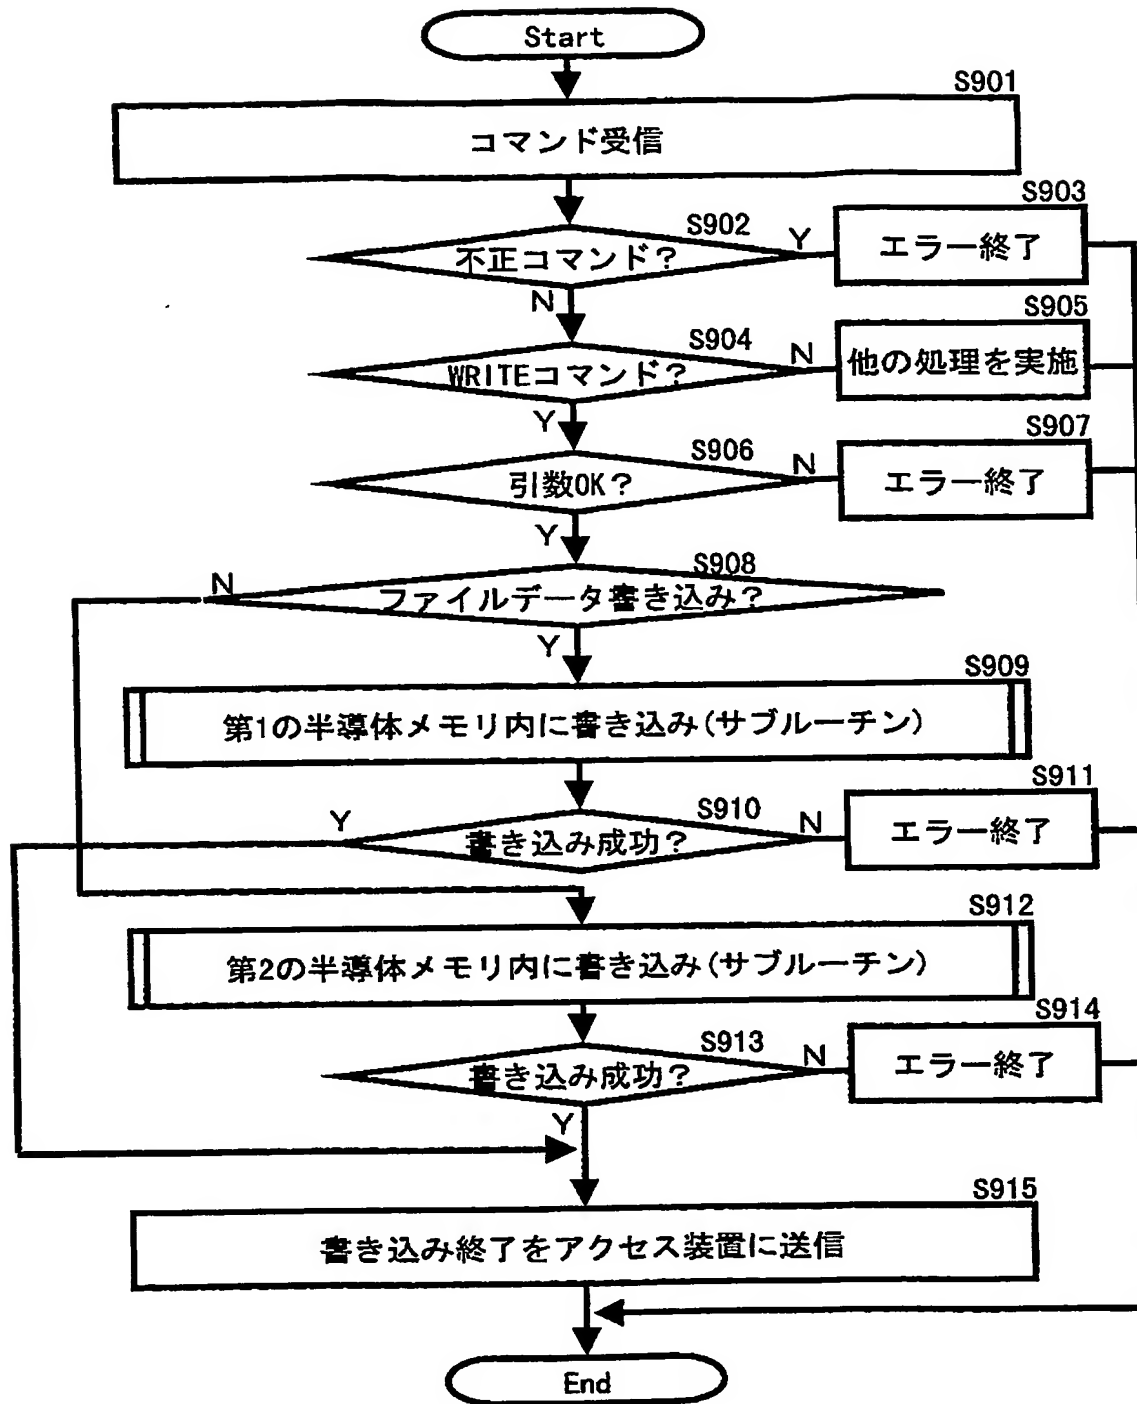 Start
S901
コマンド受信
S902
不正コマンド?
Y
S903
エラー終了
N
S904
WRITEコマンド?
N
S905
他の処理を実施
Y
S906
引数OK?
N
S907
エラー終了
Y
S908
ファイルデータ書き込み?
N
Y
S909
第1の半導体メモリ内に書き込み(サブルーチン)
S910
書き込み成功?
Y
N
S911
エラー終了
S912
第2の半導体メモリ内に書き込み(サブルーチン)
S913
書き込み成功?
N
S914
エラー終了
Y
S915
書き込み終了をアクセス装置に送信
End